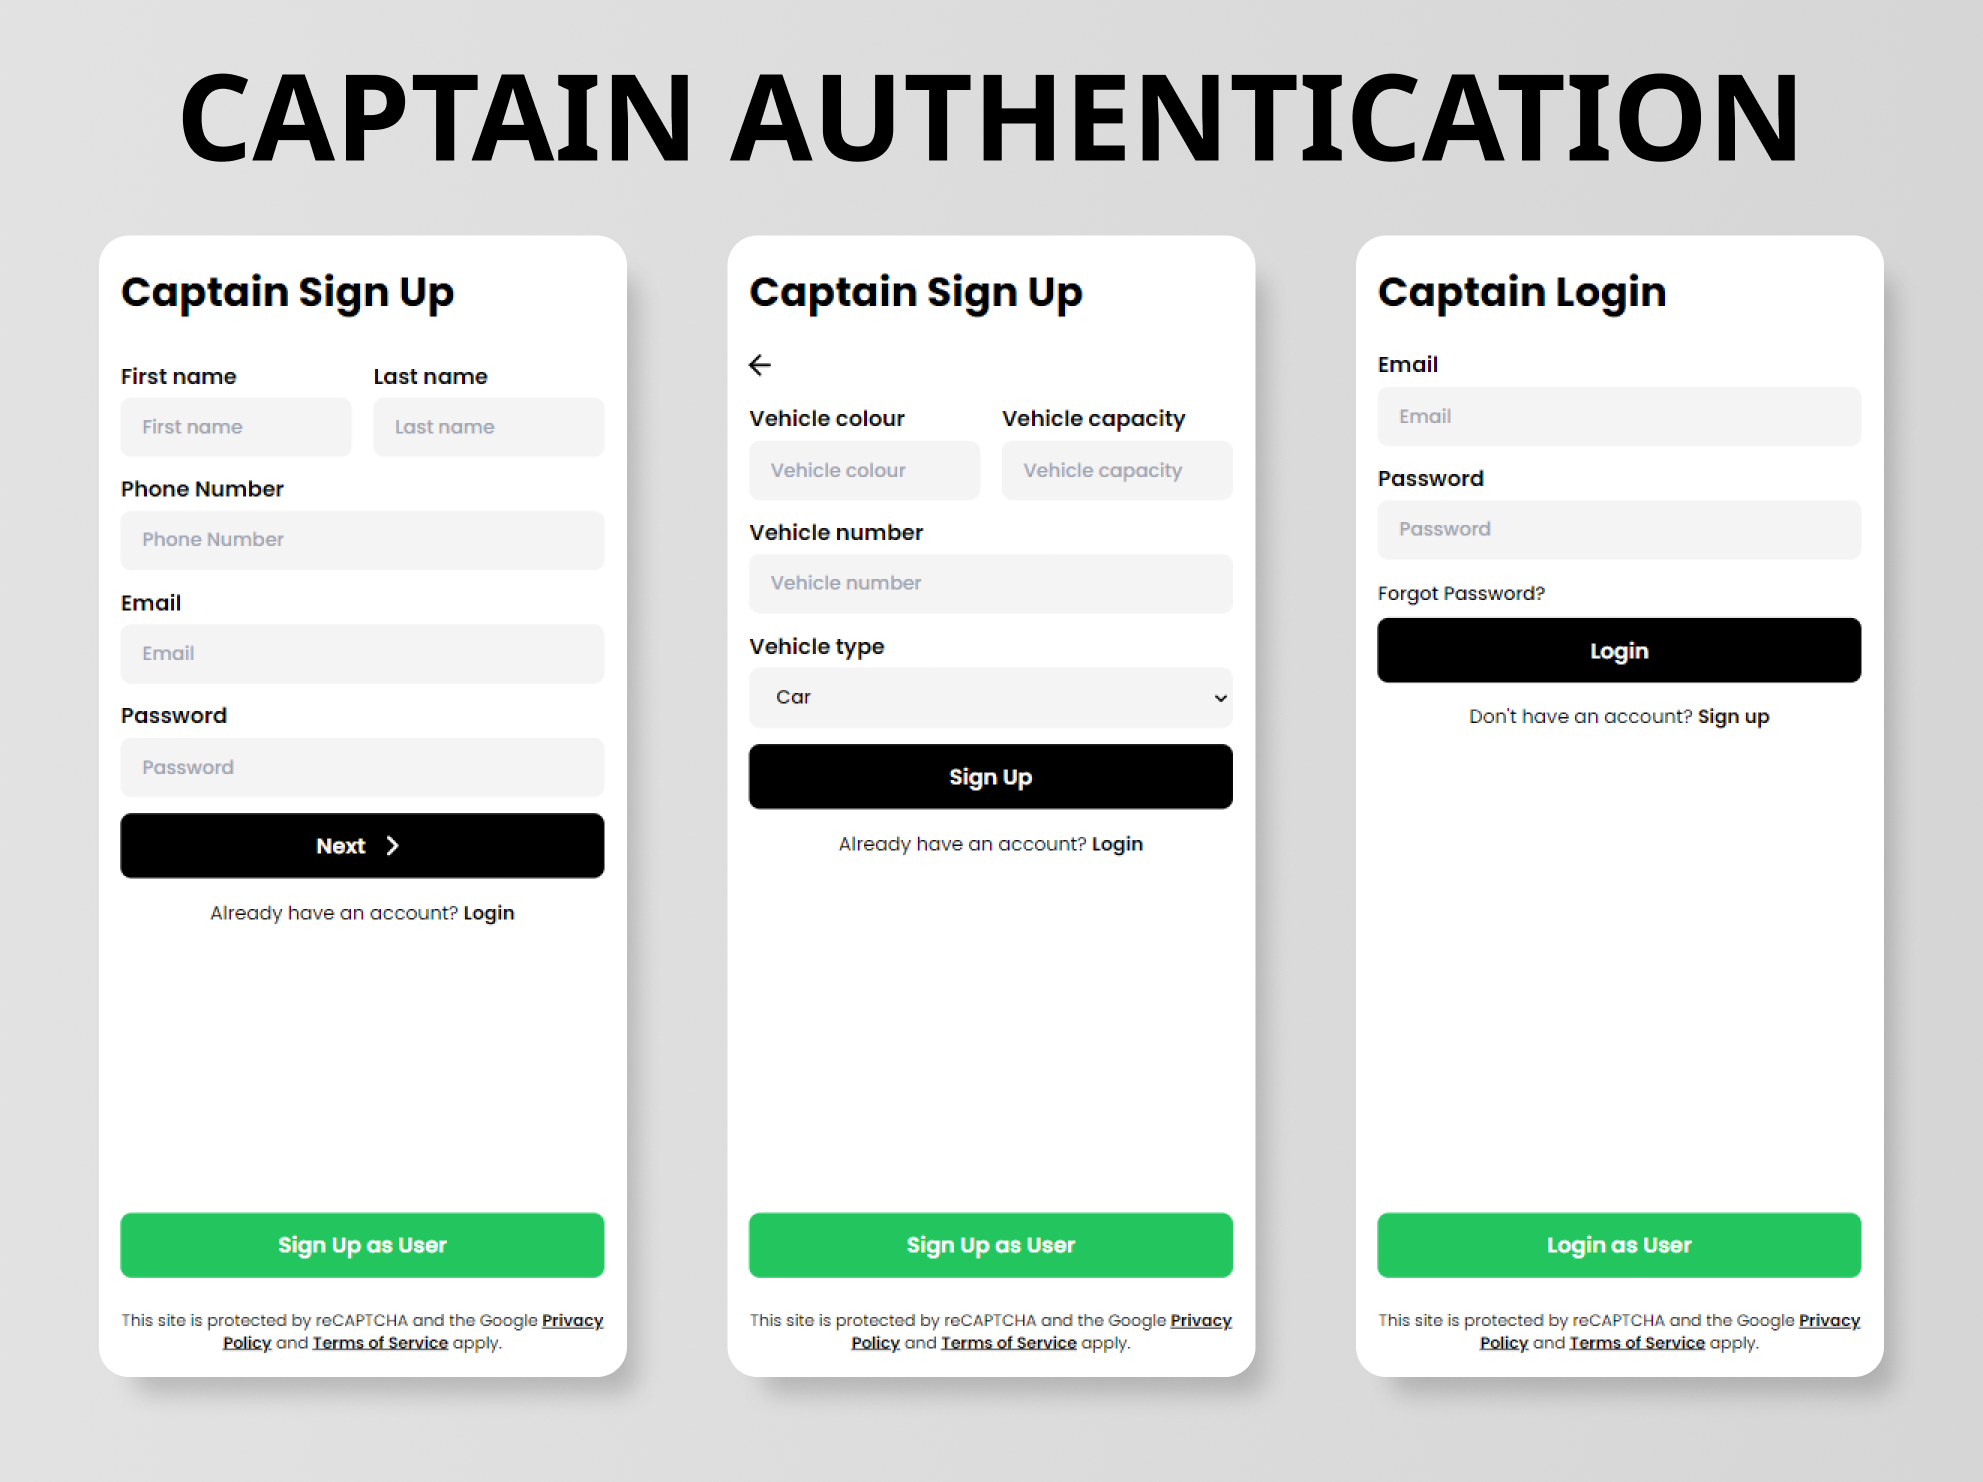 CAPTAIN AUTHENTICATION
Captain Sign Up
First name Last name
First name Last name
Phone Number
Phone Number
Email
Email
Password
Password
Next
Already have an account? Login
Sign Up as User
This site is protected by reCAPTCHA and the Google Privacy
Policy and Terms of Service apply.
Captain Sign Up
Vehicle colour Vehicle capacity
Vehicle colour Vehicle capacity
Vehicle number
Vehicle number
Vehicle type
Car
Sign Up
Already have an account? Login
Sign Up as User
This site is protected by reCAPTCHA and the Google Privacy
Policy and Terms of Service apply.
Captain Login
Email
Email
Password
Password
Forgot Password?
Login
Don't have an account? Sign up
Login as User
This site is protected by reCAPTCHA and the Google Privacy
Policy and Terms of Service apply.